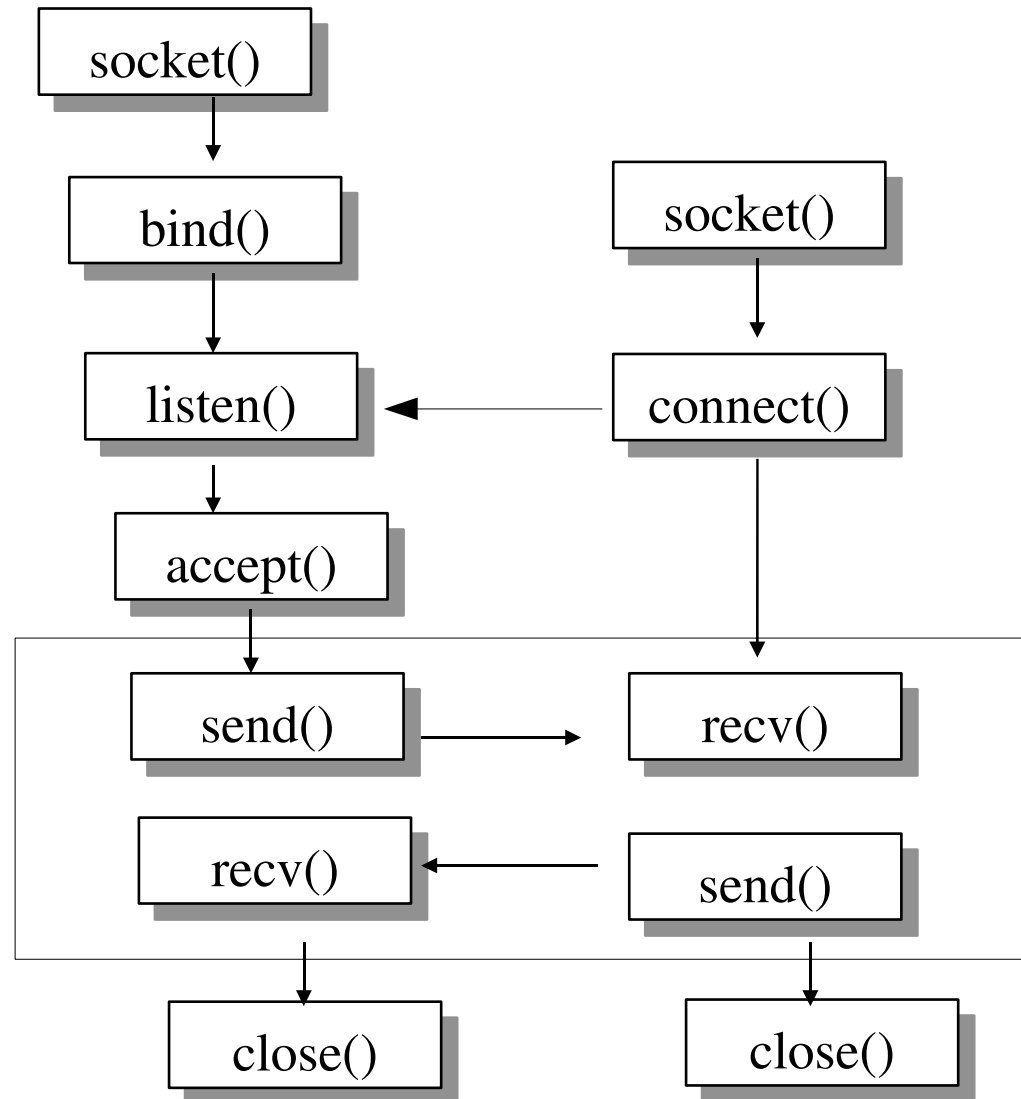 socket()
bind()
socket()
listen()
connect()
accept()
send()
recv()
recv()
send()
close()
close()